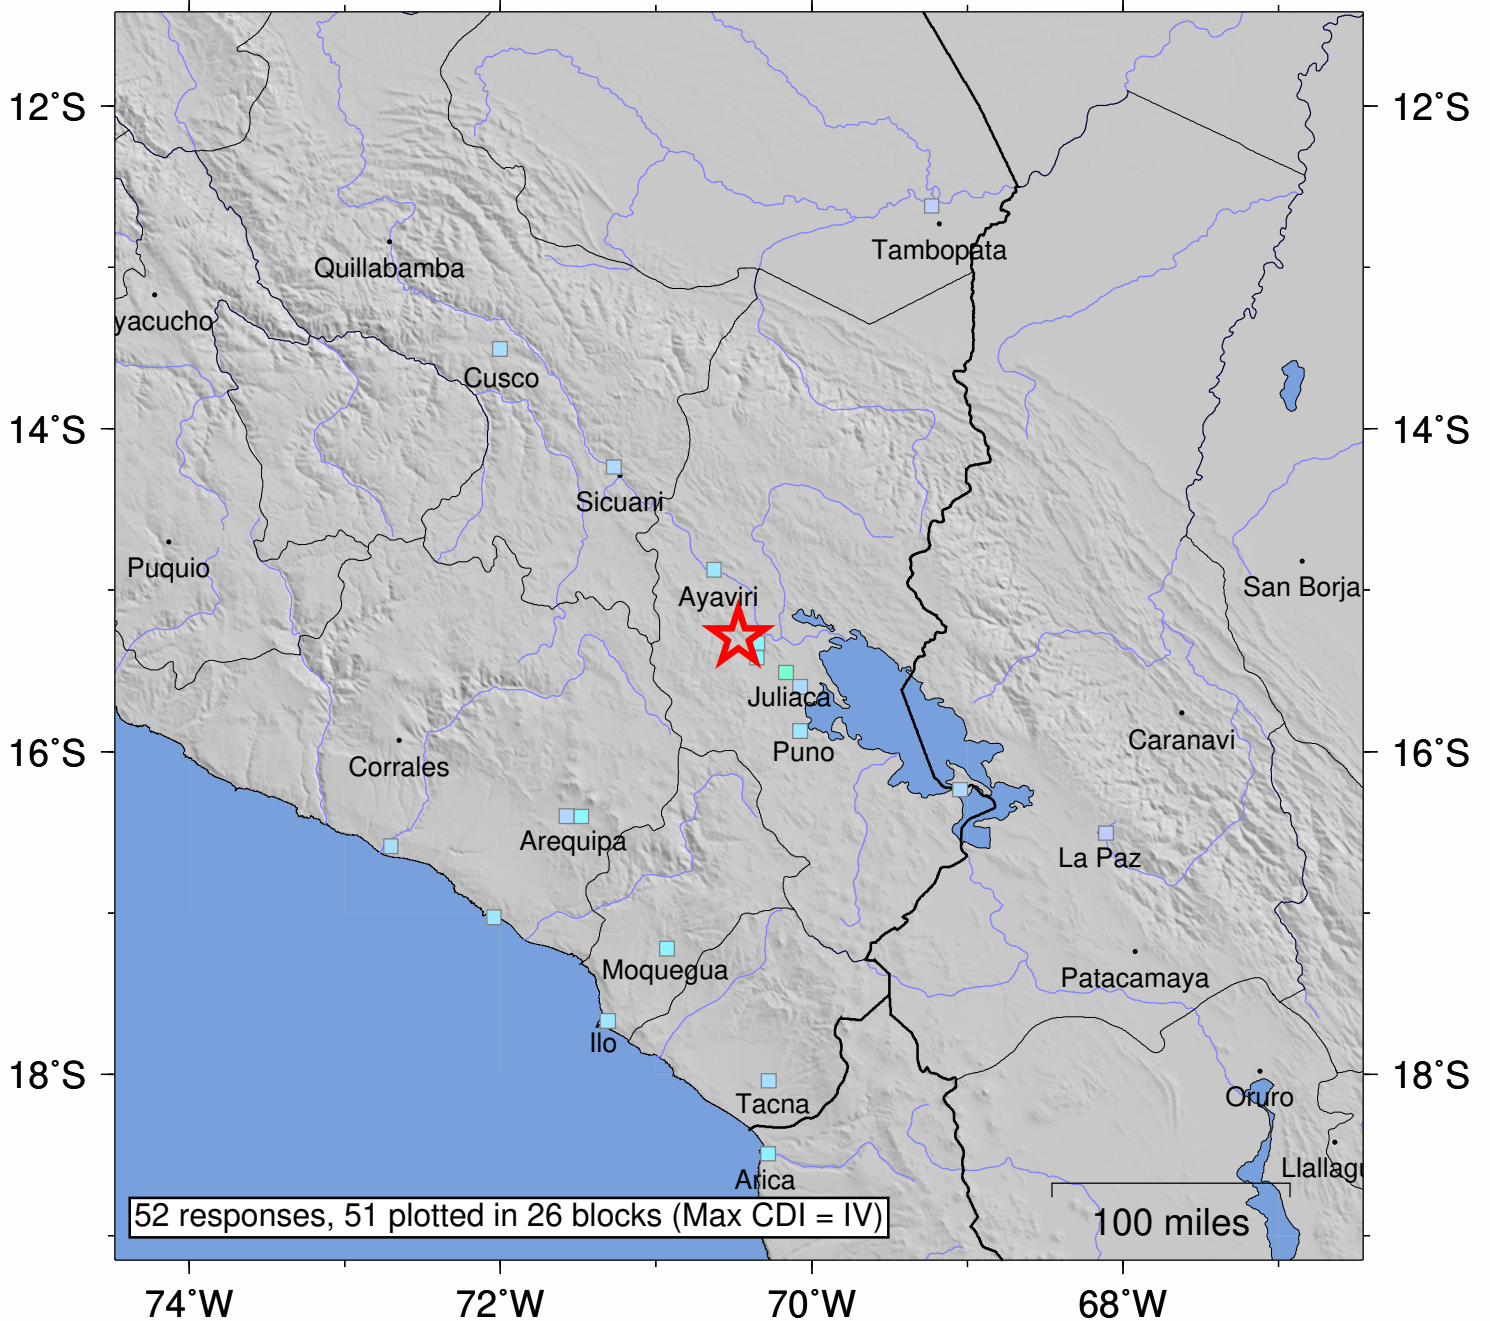 12°S
12°S
Tambopata
Quillabamba
yacucho
Cusco
14°S
14°S
Sicuani
Puquio
San Borja
Ayaviri
Juliaca
Caranavi
16°S
Puno
16°S
Corrales
Arequipa
La Paz
Moquegua
Patacamaya
Ilo
18°S
18°S
Oruro
Tacna
Llallagu
Arica
52 responses, 51 plotted in 26 blocks (Max CDI = IV)
100 miles
74°W
72°W
70°W
68°W